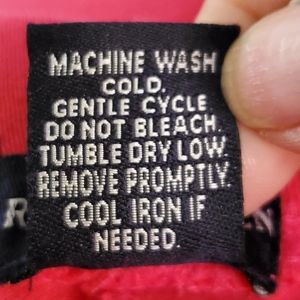 MACHINE WASH
COLD.
GENTLE CYCLE
DO NOT BLEACH.
TUMBLE DRY LOW.
REMOVE PROMPTLY.
COOL IRON IF
NEEDED.